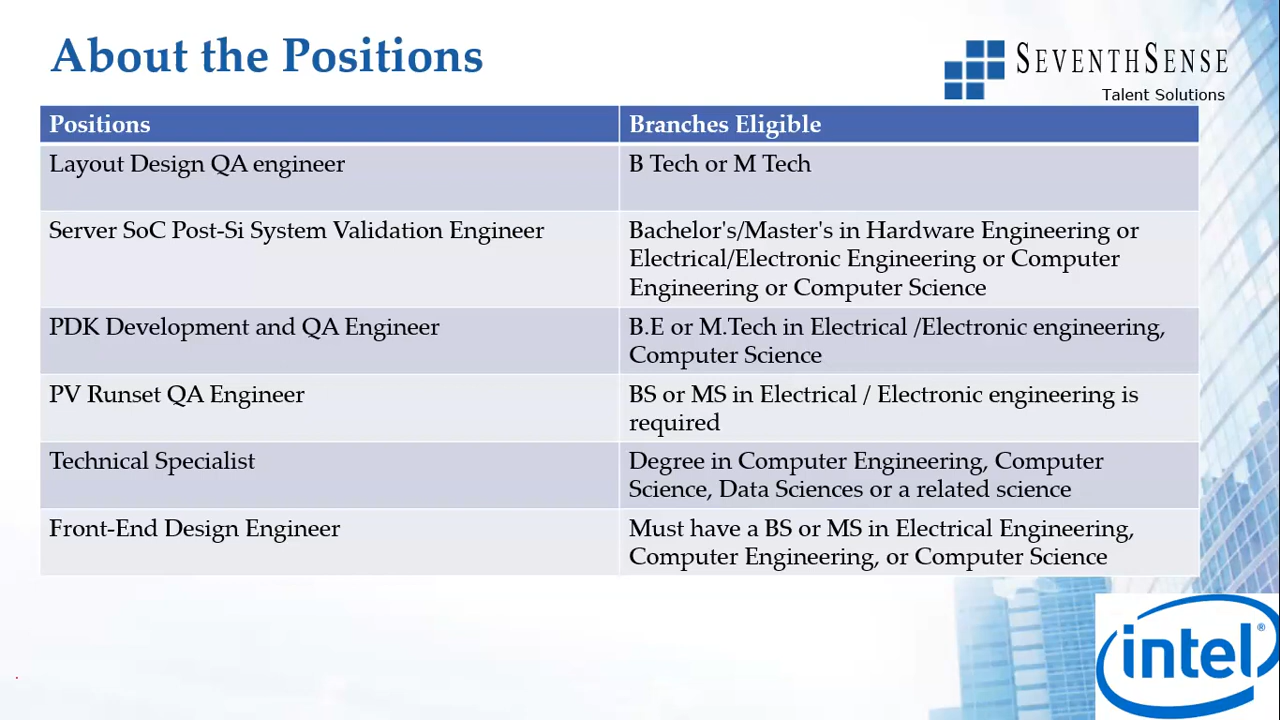 About the Positions
SEVENTHSENSE
Talent Solutions
Positions
Branches Eligible
Layout Design QA engineer
B Tech or M Tech
Server SoC Post-Si System Validation Engineer
Bachelor's/Master's in Hardware Engineering or
Electrical/Electronic Engineering or Computer
Engineering or Computer Science
PDK Development and QA Engineer
B.E or M.Tech in Electrical /Electronic engineering,
Computer Science
PV Runset QA Engineer
BS or MS in Electrical / Electronic engineering is
required
Technical Specialist
Degree in Computer Engineering, Computer
Science, Data Sciences or a related science
Front-End Design Engineer
Must have a BS or MS in Electrical Engineering,
Computer Engineering, or Computer Science
intel®